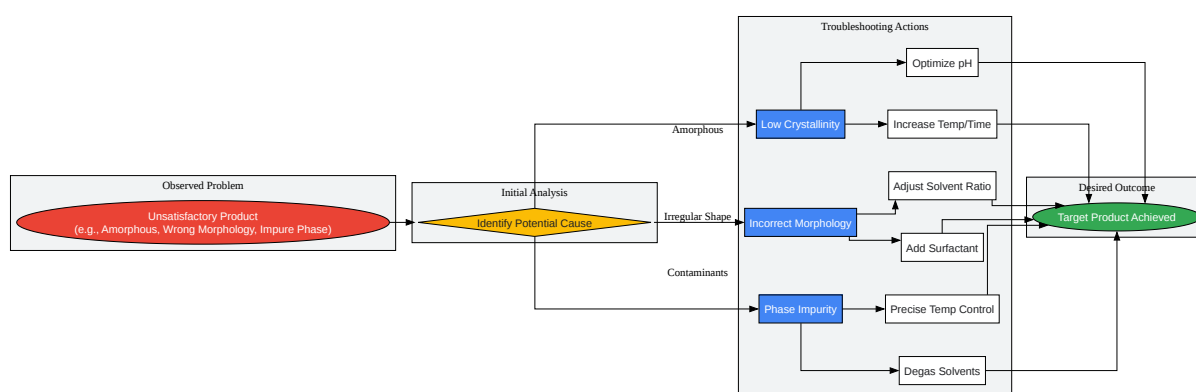 Troubleshooting Actions
Optimize pH
Low Crystallinity
Increase Temp/Time
Amorphous
Observed Problem
Unsatisfactory Product
(e.g., Amorphous, Wrong Morphology, Impure Phase)
Initial Analysis
Identify Potential Cause
Irregular Shape
Incorrect Morphology
Adjust Solvent Ratio
Add Surfactant
Desired Outcome
Target Product Achieved
Contaminants
Phase Impurity
Precise Temp Control
Degas Solvents